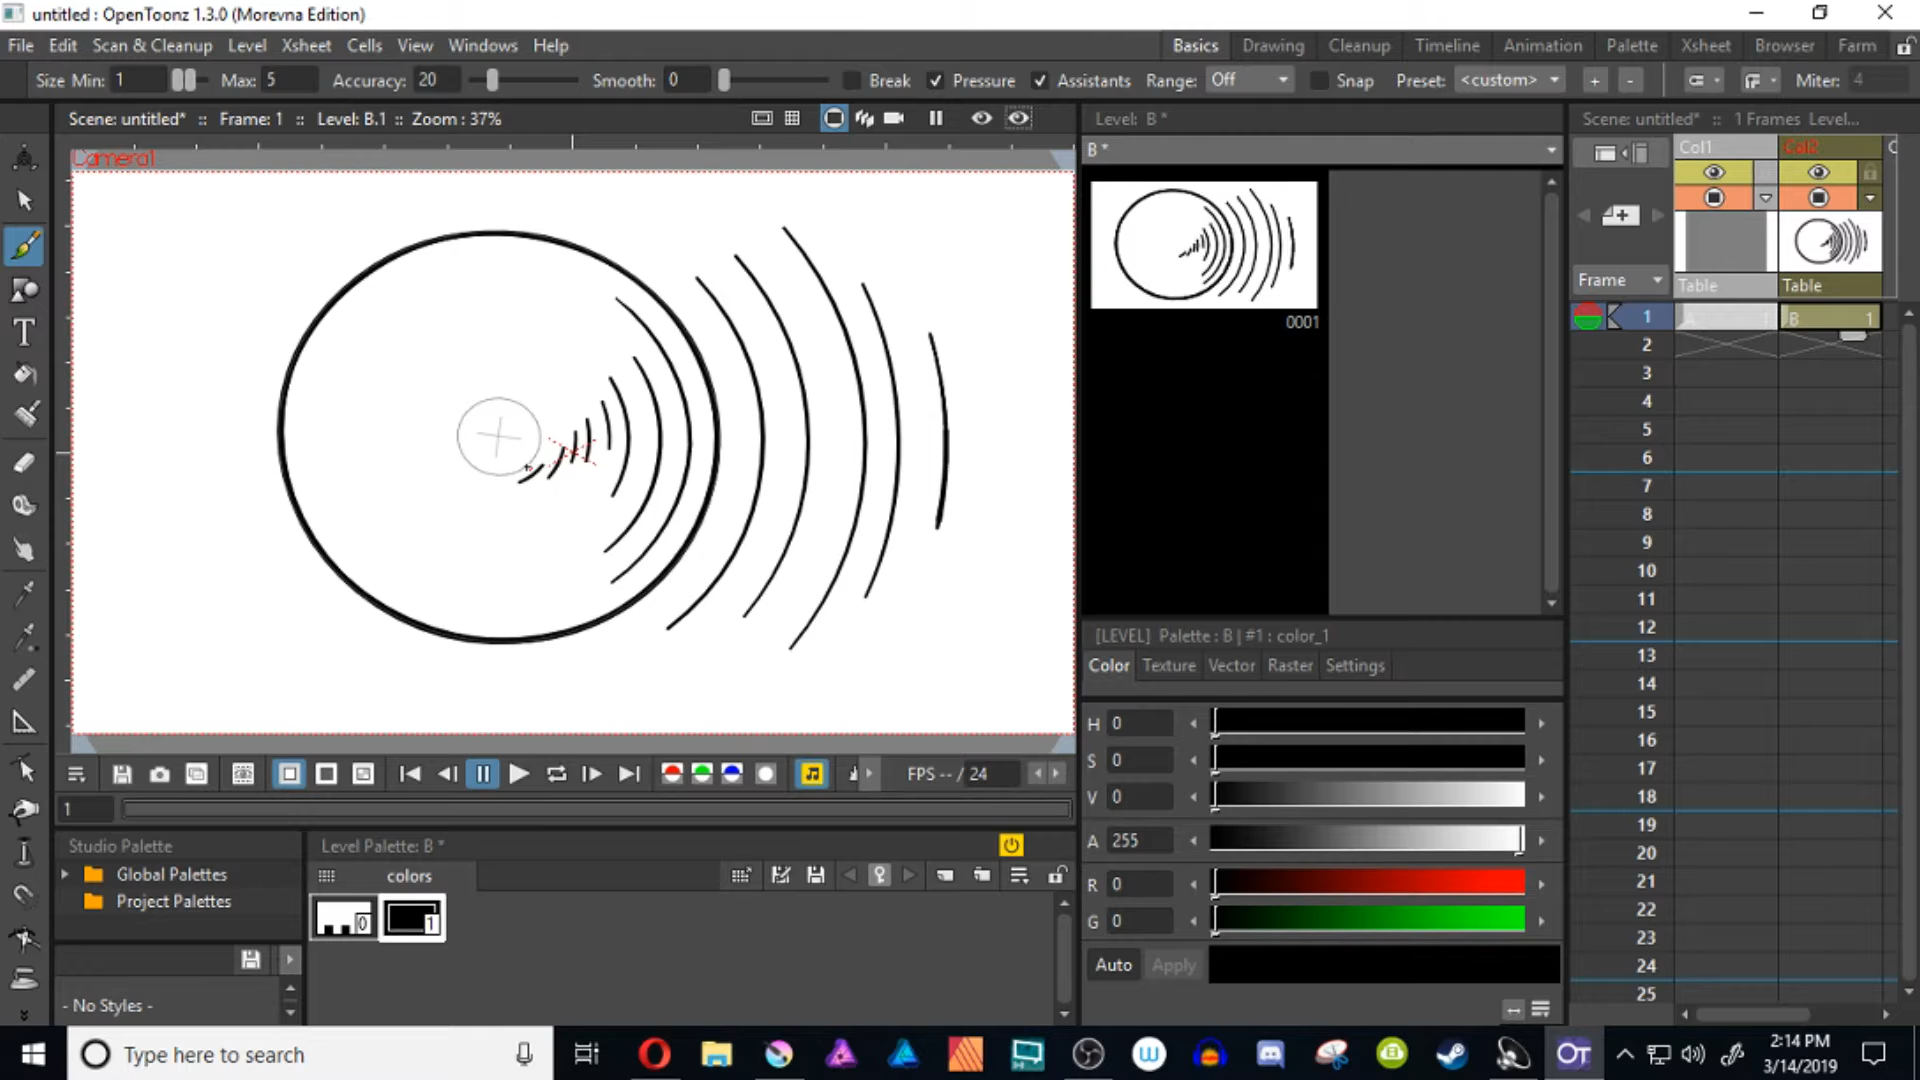 untitled : OpenToonz 1.3.0 (Morevna Edition)
File Edit Scan & Cleanup Level Xsheet Cells View Windows Help
Basics Drawing Cleanup Timeline Animation Palette Xsheet Browser Farm
Size Min: 1 Max: 5 Accuracy: 20 Smooth: 0 Break Pressure Assistants Range: Off Snap Preset: <custom> + - Miter: 4
Scene: untitled* :: Frame: 1 :: Level: B.1 :: Zoom : 37%
Camera1
Level: B *
B *
0001
Scene: untitled* :: 1 Frames Level...
Col1 Col2 C
Frame
Table Table
1 A B 1
2
3
4
5
6
7
8
9
10
11
12
13
14
15
16
17
18
19
20
21
22
23
24
25
[LEVEL] Palette : B | #1 : color_1
Color Texture Vector Raster Settings
H 0
S 0
V 0
A 255
R 0
G 0
Auto Apply
FPS -- / 24
1
Studio Palette
Global Palettes
Project Palettes
- No Styles -
Level Palette: B *
colors
0 1
Type here to search
OT
2:14 PM
3/14/2019